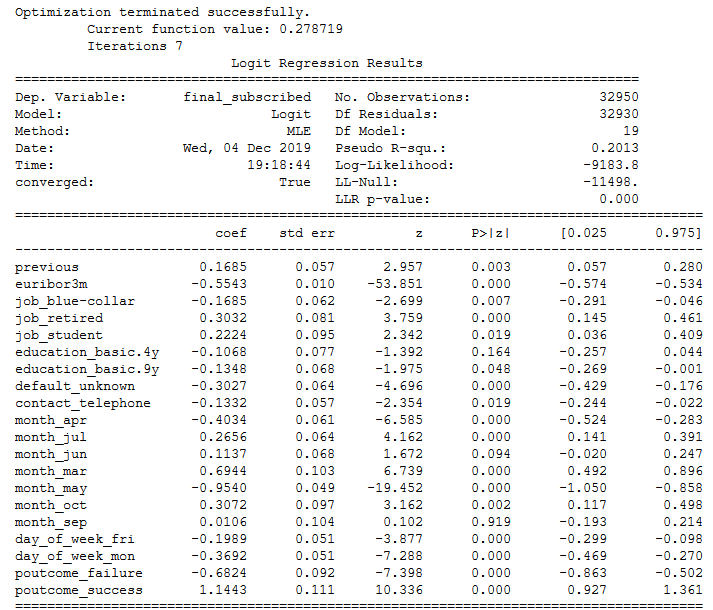 Optimization terminated successfully.
         Current function value: 0.278719
         Iterations 7
                           Logit Regression Results
==============================================================================
Dep. Variable:       final_subscribed   No. Observations:                32950
Model:                          Logit   Df Residuals:                    32930
Method:                           MLE   Df Model:                           19
Date:                Wed, 04 Dec 2019   Pseudo R-squ.:                  0.2013
Time:                        19:18:44   Log-Likelihood:                -9183.8
converged:                       True   LL-Null:                       -11498.
                                        LLR p-value:                     0.000
======================================================================================
                         coef    std err          z      P>|z|      [0.025      0.975]
--------------------------------------------------------------------------------------
previous               0.1685      0.057      2.957      0.003       0.057       0.280
euribor3m             -0.5543      0.010    -53.851      0.000      -0.574      -0.534
job_blue-collar       -0.1685      0.062     -2.699      0.007      -0.291      -0.046
job_retired            0.3032      0.081      3.759      0.000       0.145       0.461
job_student            0.2224      0.095      2.342      0.019       0.036       0.409
education_basic.4y    -0.1068      0.077     -1.392      0.164      -0.257       0.044
education_basic.9y    -0.1348      0.068     -1.975      0.048      -0.269      -0.001
default_unknown       -0.3027      0.064     -4.696      0.000      -0.429      -0.176
contact_telephone     -0.1332      0.057     -2.354      0.019      -0.244      -0.022
month_apr             -0.4034      0.061     -6.585      0.000      -0.524      -0.283
month_jul              0.2656      0.064      4.162      0.000       0.141       0.391
month_jun              0.1137      0.068      1.672      0.094      -0.020       0.247
month_mar              0.6944      0.103      6.739      0.000       0.492       0.896
month_may             -0.9540      0.049    -19.452      0.000      -1.050      -0.858
month_oct              0.3072      0.097      3.162      0.002       0.117       0.498
month_sep              0.0106      0.104      0.102      0.919      -0.193       0.214
day_of_week_fri       -0.1989      0.051     -3.877      0.000      -0.299      -0.098
day_of_week_mon       -0.3692      0.051     -7.288      0.000      -0.469      -0.270
poutcome_failure      -0.6824      0.092     -7.398      0.000      -0.863      -0.502
poutcome_success       1.1443      0.111     10.336      0.000       0.927       1.361
======================================================================================